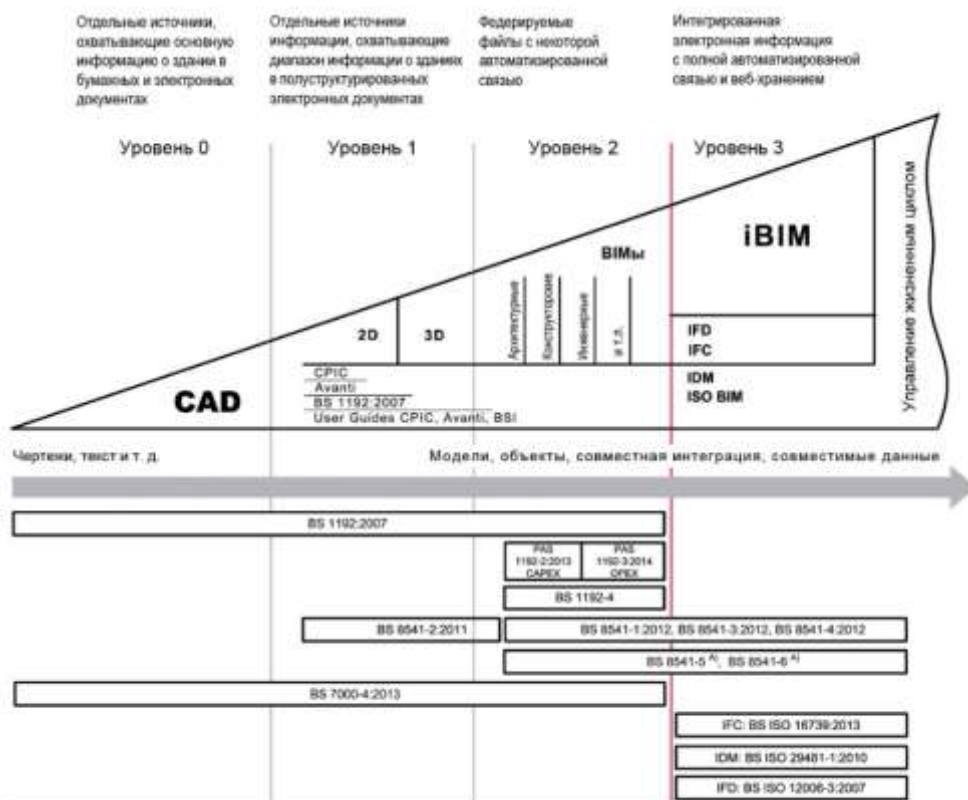 Отдельные источники,
охватывающие основную
информацию о здании в
бумажных и электронных
документах
Отдельные источники
информации, охватывающие
диапазон информации о зданиях
в полуструктурированных
электронных документах
Федерируемые
файлы с некоторой
автоматизированной
связью
Интегрированная
электронная информация
с полной автоматизированной
связью и веб-хранением
Уровень 0
Уровень 1
Уровень 2
Уровень 3
CAD
2D
3D
CPIC
Avanti
BS 1192:2007
User Guides CPIC, Avanti, BSI
BIMы
Архитектурные
Конструкторские
Инженерные
и т.п.
iBIM
IFD
IFC
IDM
ISO BIM
Управление жизненным циклом
Чертежи, текст и т. д.
Модели, объекты, совместная интеграция, совместимые данные
BS 1192:2007
PAS
1192-2:2013
CAPEX
PAS
1192-3:2014
OPEX
BS 1192-4
BS 8541-2:2011
BS 8541-1:2012, BS 8541-3:2012, BS 8541-4:2012
BS 8541-5 A), BS 8541-6 A)
BS 7000-4:2013
IFC: BS ISO 16739:2013
IDM: BS ISO 29481-1:2010
IFD: BS ISO 12006-3:2007